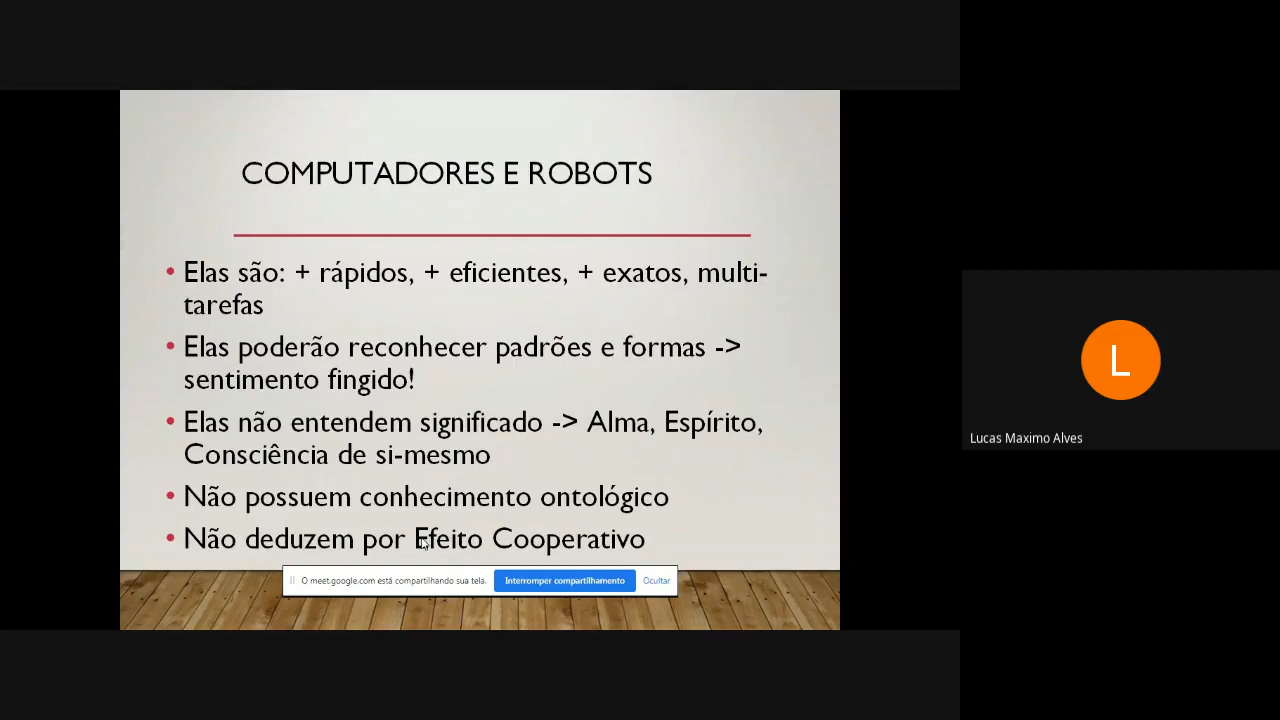 COMPUTADORES E ROBOTS
• Elas são: + rápidos, + eficientes, + exatos, multi-
tarefas
• Elas poderão reconhecer padrões e formas ->
sentimento fingido!
• Elas não entendem significado -> Alma, Espírito,
Consciência de si-mesmo
• Não possuem conhecimento ontológico
• Não deduzem por Efeito Cooperativo
O meet.google.com está compartilhando sua tela. Interromper compartilhamento Ocultar
L
Lucas Maximo Alves